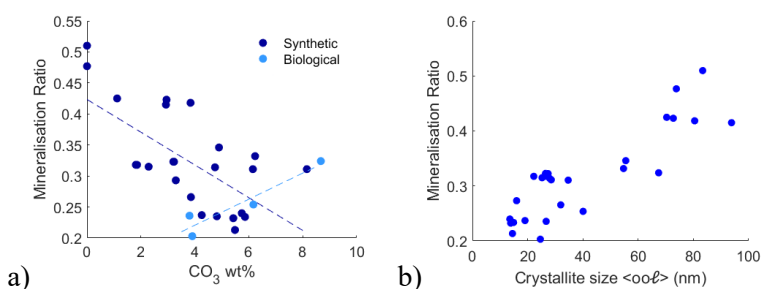 0.55
0.5
0.45
0.4
0.35
0.3
0.25
0.2
Mineralisation Ratio
0 2 4 6 8 10
CO3 wt%
Synthetic
Biological
a)
0.6
0.5
0.4
0.3
0.2
Mineralisation Ratio
0 20 40 60 80 100
Crystallite size <ooℓ> (nm)
b)